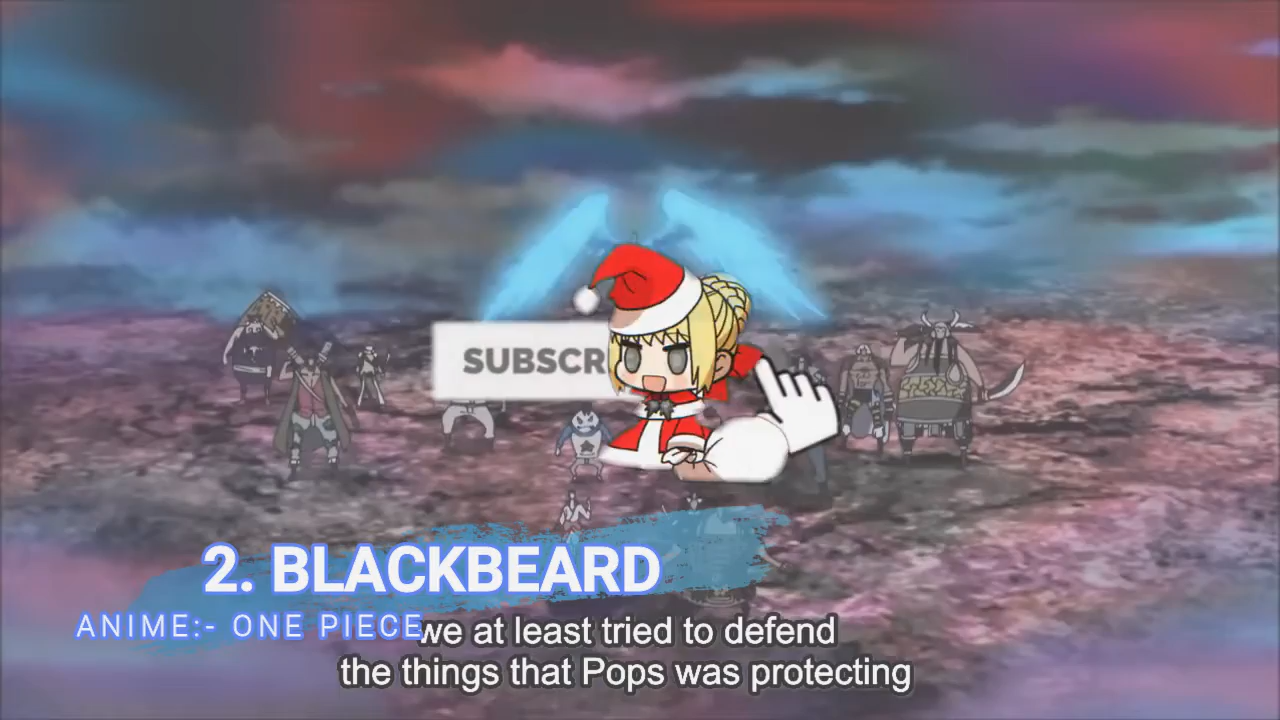 SUBSCR
2. BLACKBEARD
ANIME:- ONE PIECE
we at least tried to defend
the things that Pops was protecting